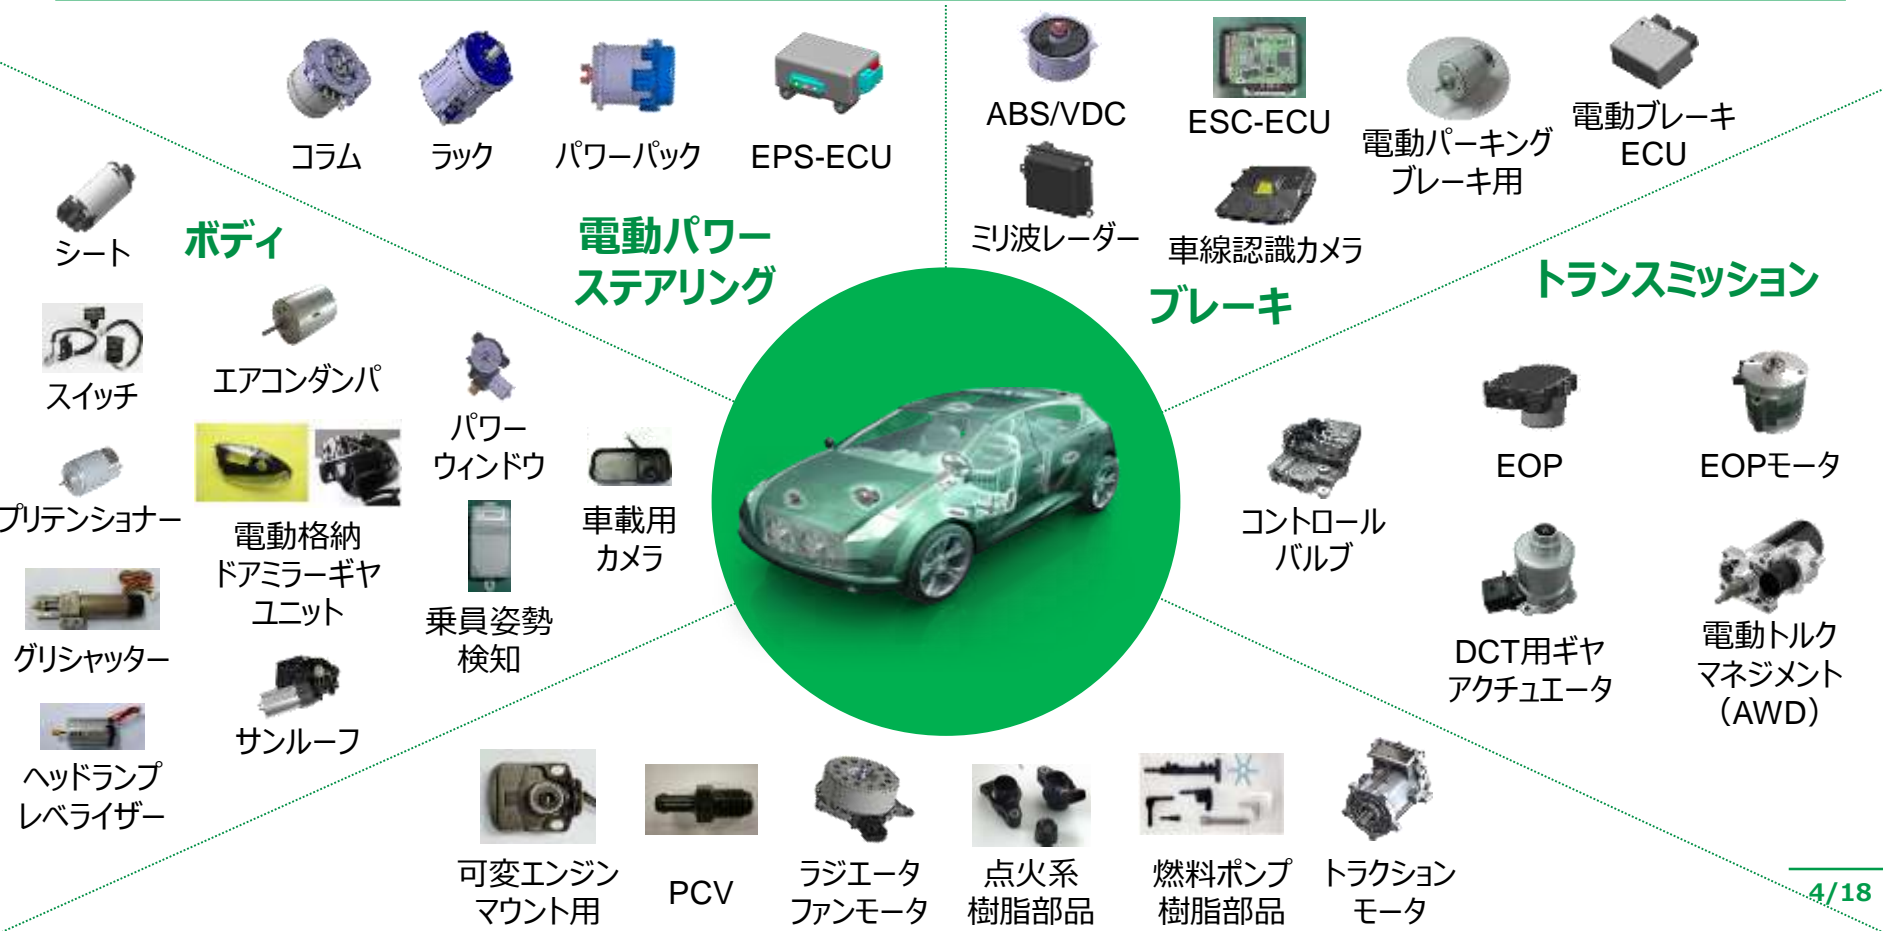 コラム
ラック
パワーパック
EPS-ECU
電動パワー
ステアリング
ABS/VDC
ESC-ECU
電動パーキング
ブレーキ用
電動ブレーキ
ECU
ミリ波レーダー
車線認識カメラ
ブレーキ
トランスミッション
EOP
EOPモータ
コントロール
バルブ
DCT用ギヤ
アクチュエータ
電動トルク
マネジメント
（AWD）
ボディ
シート
スイッチ
エアコンダンパ
パワー
ウィンドウ
プリテンショナー
電動格納
ドアミラーギヤ
ユニット
車載用
カメラ
乗員姿勢
検知
グリシャッター
サンルーフ
ヘッドランプ
レベライザー
可変エンジン
マウント用
PCV
ラジエータ
ファンモータ
点火系
樹脂部品
燃料ポンプ
樹脂部品
トラクション
モータ
4/18